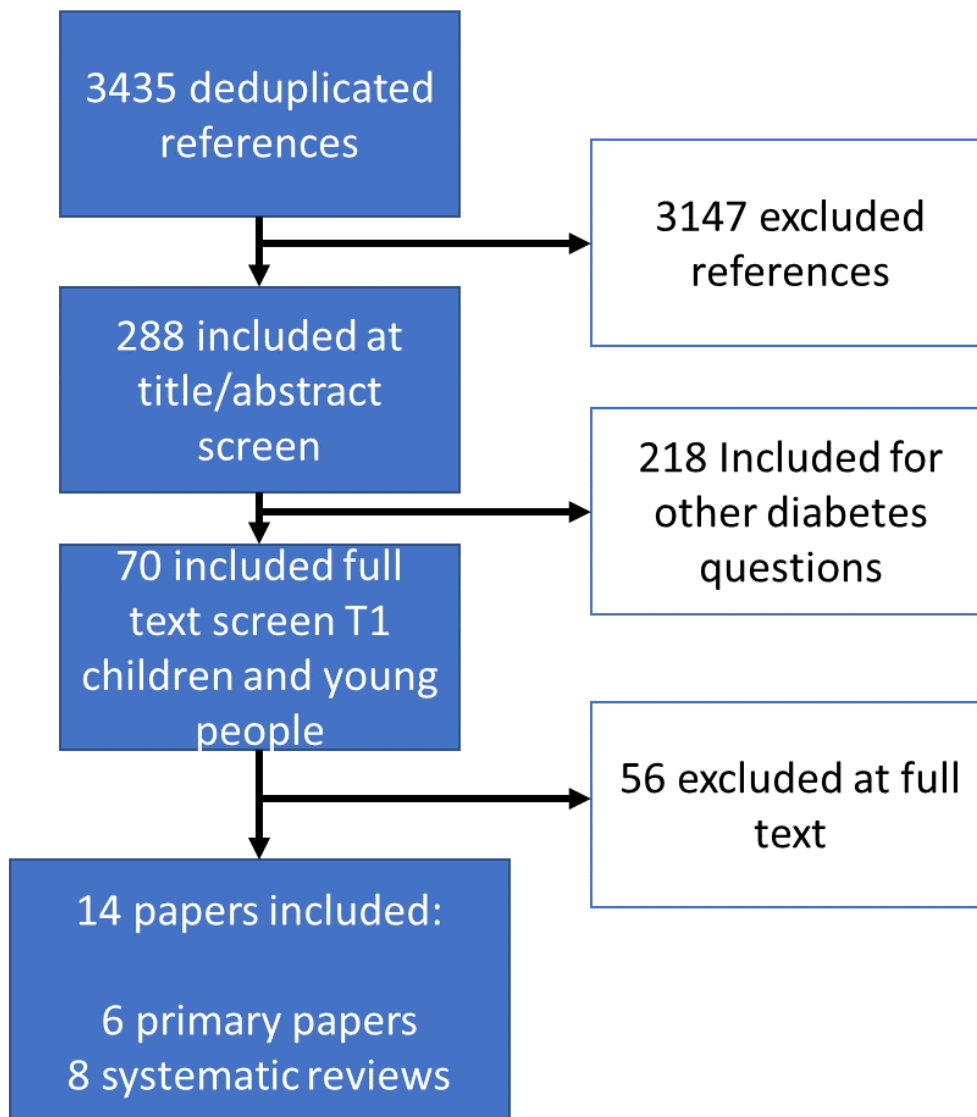 3435 deduplicated
references
3147 excluded
references
288 included at
title/abstract
screen
218 Included for
other diabetes
questions
70 included full
text screen T1
children and young
people
56 excluded at full
text
14 papers included:
6 primary papers
8 systematic reviews